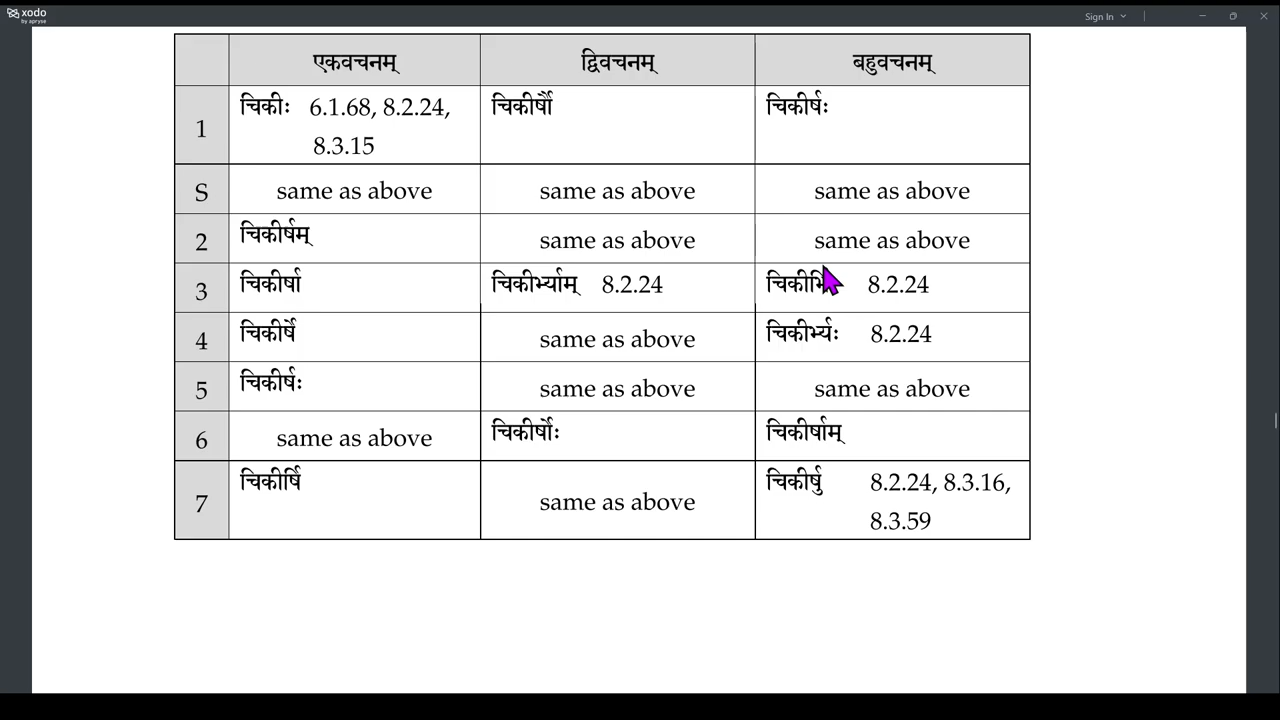 xodo
by apryse
Sign In
एकवचनम् द्विवचनम् बहुवचनम्
1 चिकीः 6.1.68, 8.2.24, 8.3.15 चिकीर्षौ चिकीर्षः
S same as above same as above same as above
2 चिकीर्षम् same as above same as above
3 चिकीर्षा चिकीर्भ्याम् 8.2.24 8.2.24
4 चिकीर्षे same as above चिकीर्भ्यः 8.2.24
5 चिकीर्षः same as above same as above
6 same as above चिकीर्षोः चिकीर्षाम्
7 चिकीर्षि same as above चिकीर्षु 8.2.24, 8.3.16, 8.3.59